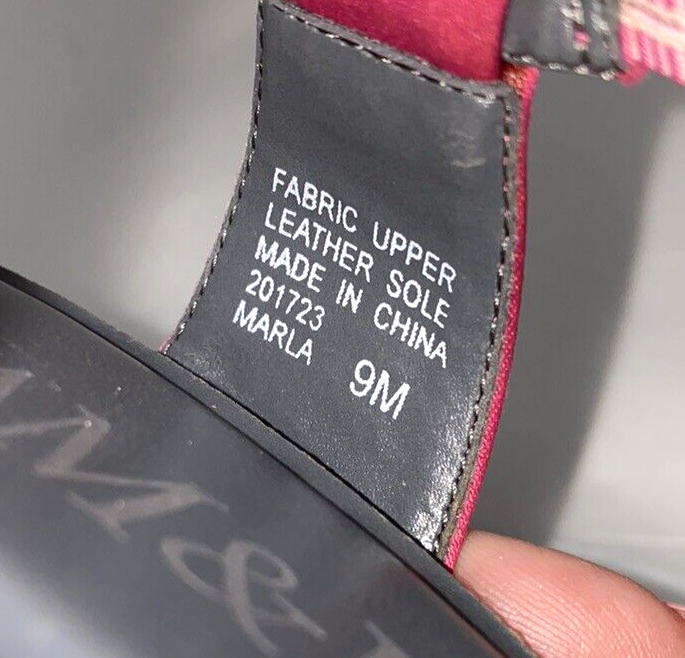 FABRIC UPPER
LEATHER SOLE
MADE IN CHINA
201723
MARLA
9M
M&